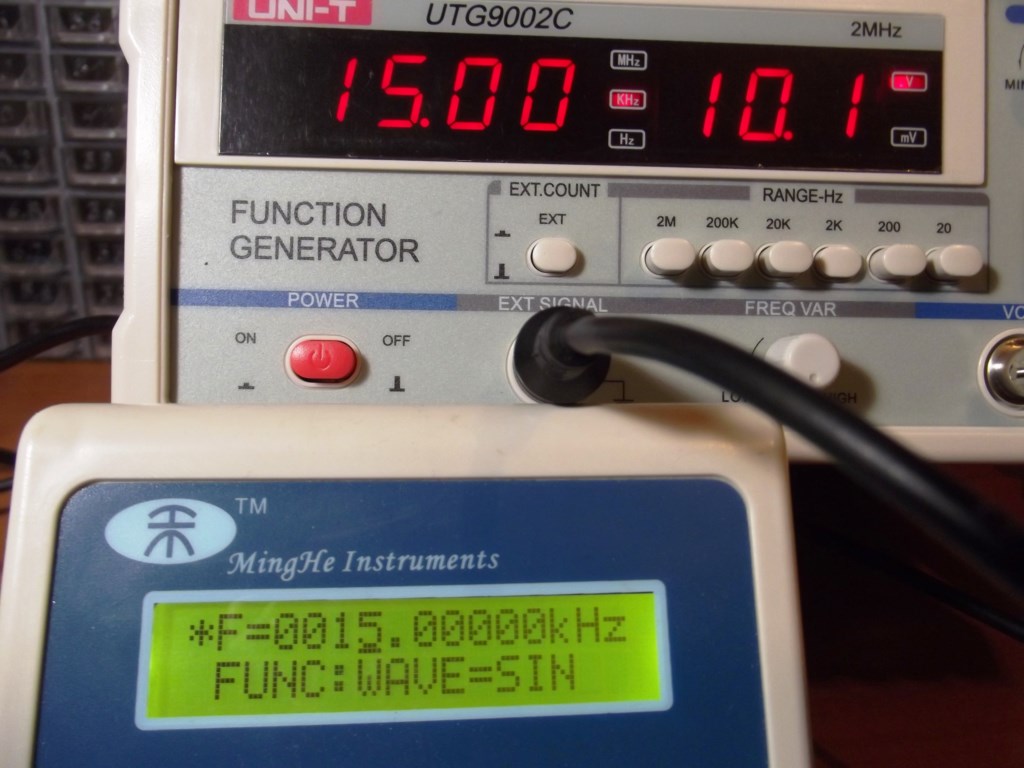 UNI-T UTG9002C 2MHz
15.00 MHz KHz Hz 10.1 V mV
EXT.COUNT RANGE-Hz
EXT 2M 200K 20K 2K 200 20
FUNCTION
GENERATOR
POWER EXT SIGNAL FREQ VAR
ON OFF
TM
MingHe Instruments
*F=0015.00000kHz
FUNC:WAVE=SIN